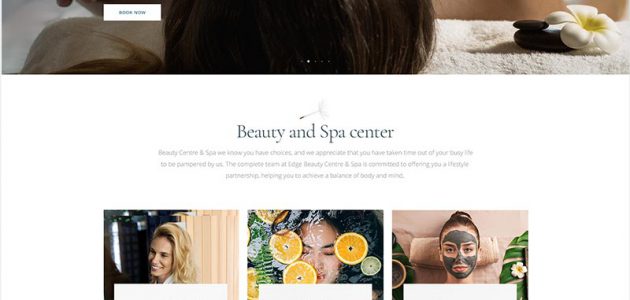 BOOK NOW
Beauty and Spa center
Beauty Centre & Spa we know you have choices, and we appreciate that you have taken time out of your busy life
to be pampered by us. The complete team at Edge Beauty Centre & Spa is committed to offering you a lifestyle
partnership, helping you to achieve a balance of body and mind.